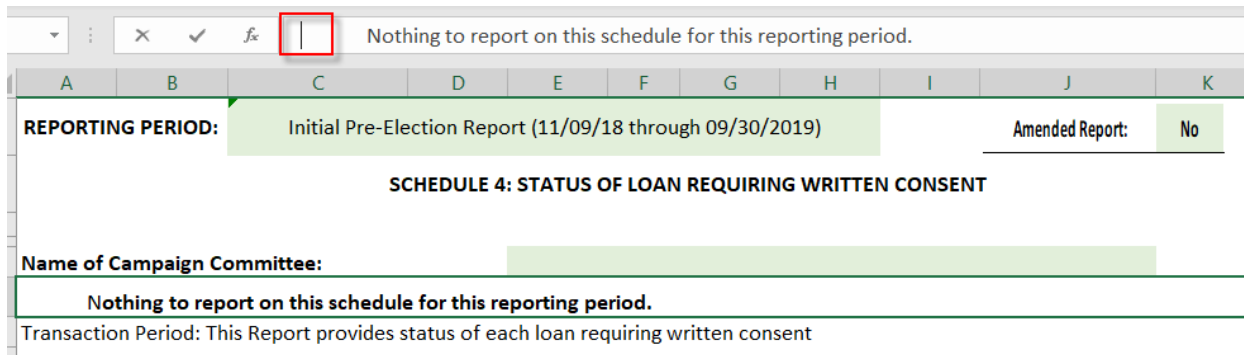 fx Nothing to report on this schedule for this reporting period.
A B C D E F G H I J K
REPORTING PERIOD: Initial Pre-Election Report (11/09/18 through 09/30/2019) Amended Report: No
SCHEDULE 4: STATUS OF LOAN REQUIRING WRITTEN CONSENT
Name of Campaign Committee:
Nothing to report on this schedule for this reporting period.
Transaction Period: This Report provides status of each loan requiring written consent